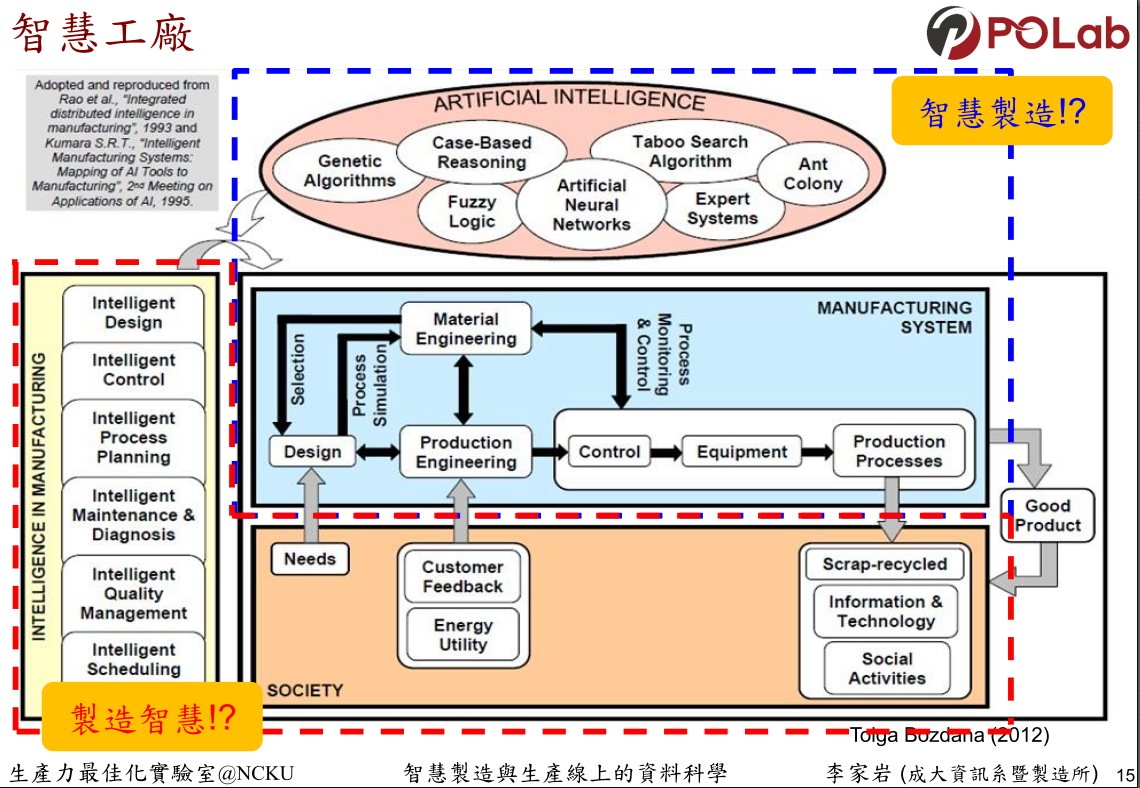 智慧工廠
POLab
Adopted and reproduced from
Rao et al., "Integrated
distributed intelligence in
manufacturing", 1993 and
Kumara S.R.T., "Intelligent
Manufacturing Systems:
Mapping of AI Tools to
Manufacturing", 2nd Meeting on
Applications of AI, 1995.
智慧製造!?
ARTIFICIAL INTELLIGENCE
Genetic
Algorithms
Case-Based
Reasoning
Taboo Search
Algorithm
Ant
Colony
Fuzzy
Logic
Artificial
Neural
Networks
Expert
Systems
INTELLIGENCE IN MANUFACTURING
Intelligent
Design
Intelligent
Control
Intelligent
Process
Planning
Intelligent
Maintenance &
Diagnosis
Intelligent
Quality
Management
Intelligent
Scheduling
製造智慧!?
MANUFACTURING
SYSTEM
Material
Engineering
Selection
Process
Simulation
Process
Monitoring
& Control
Design
Production
Engineering
Control
Equipment
Production
Processes
Good
Product
Needs
Customer
Feedback
Energy
Utility
Scrap-recycled
Information &
Technology
Social
Activities
SOCIETY
Tolga Bozdana (2012)
生產力最佳化實驗室@NCKU
智慧製造與生產線上的資料科學
李家岩 (成大資訊系暨製造所)
15